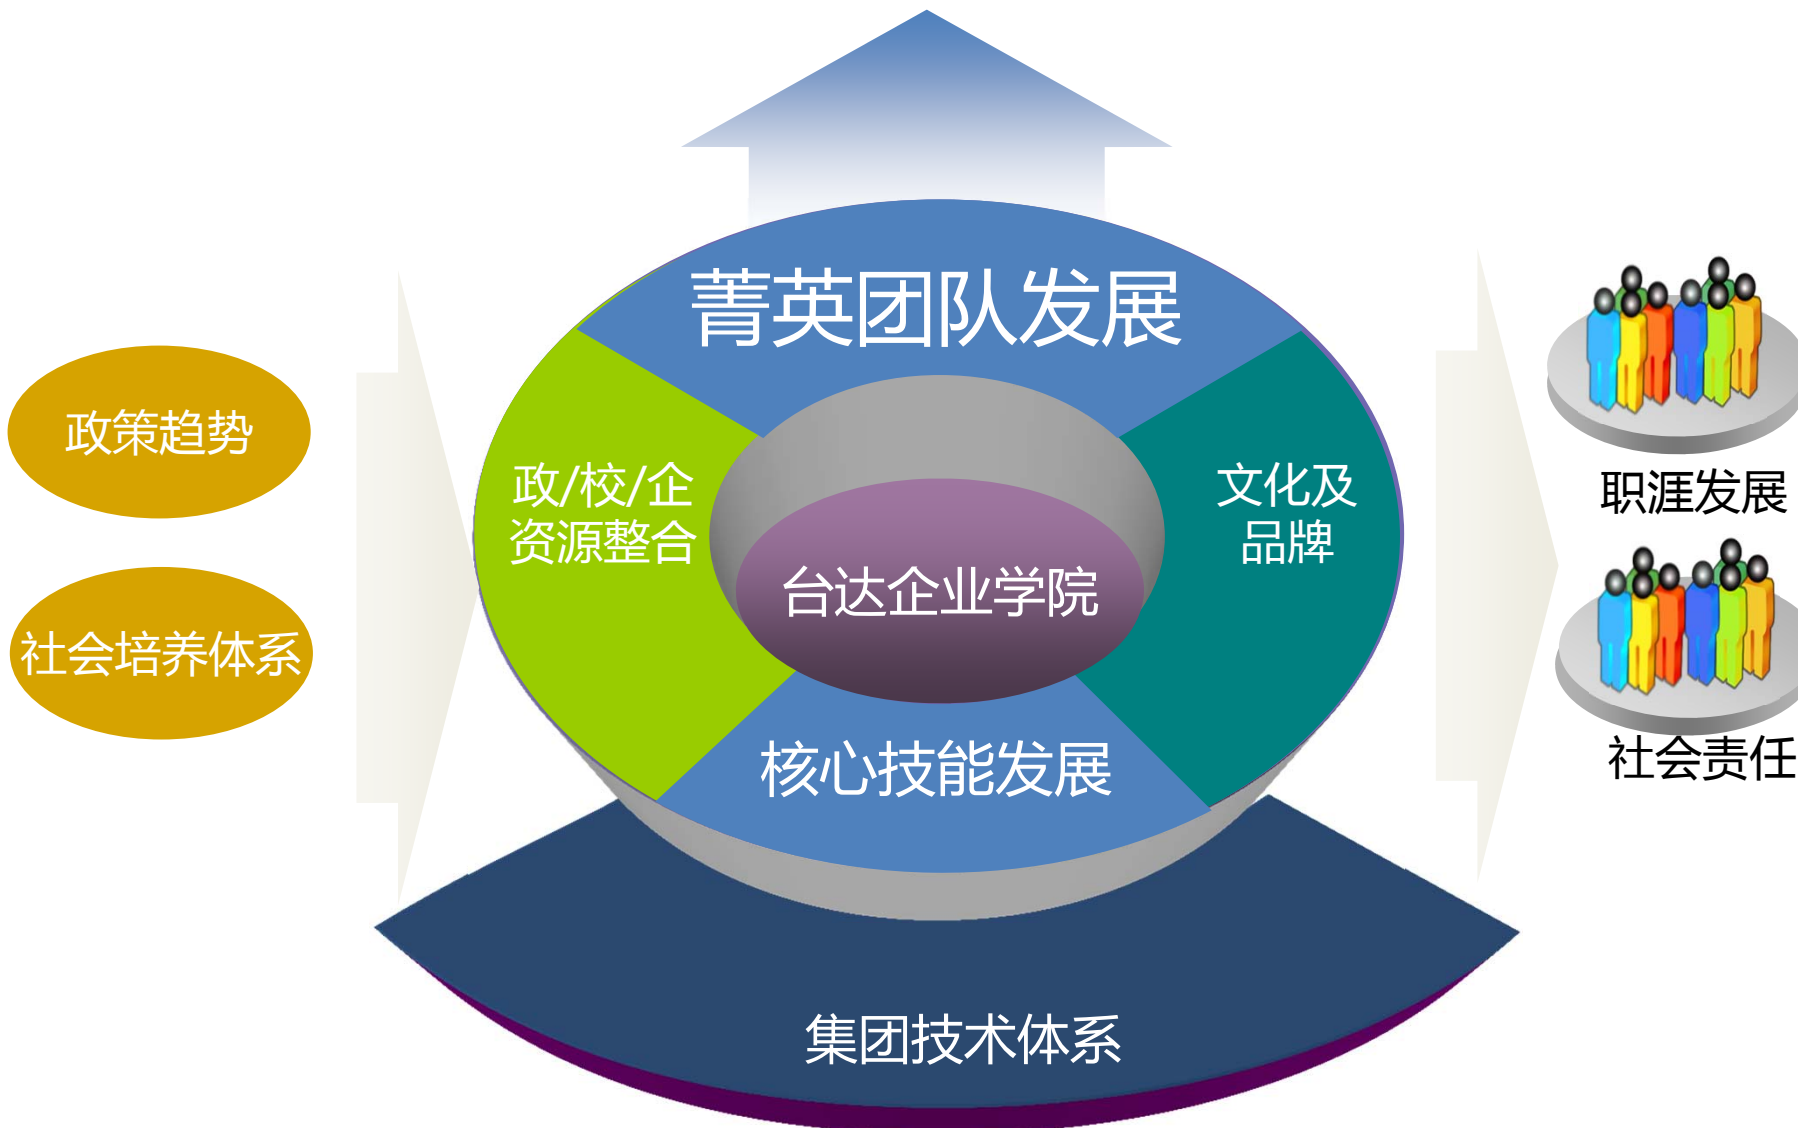 菁英团队发展
政策趋势
政/校/企
资源整合
文化及
品牌
职涯发展
台达企业学院
社会培养体系
核心技能发展
社会责任
集团技术体系